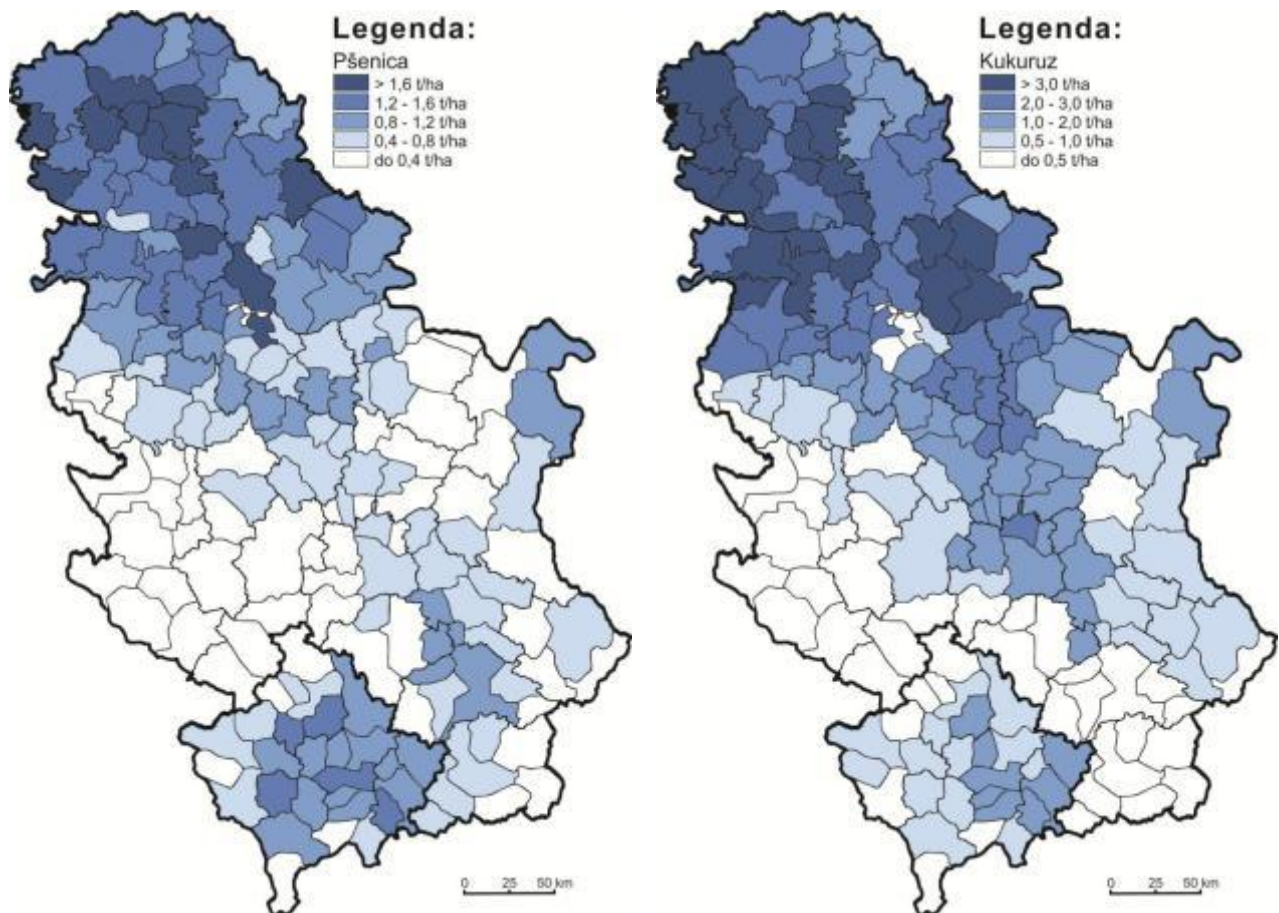 Legenda:
Pšenica
> 1,6 t/ha
1,2 - 1,6 t/ha
0,8 - 1,2 t/ha
0,4 - 0,8 t/ha
do 0,4 t/ha
0 25 50 km
Legenda:
Kukuruz
> 3,0 t/ha
2,0 - 3,0 t/ha
1,0 - 2,0 t/ha
0,5 - 1,0 t/ha
do 0,5 t/ha
0 25 50 km